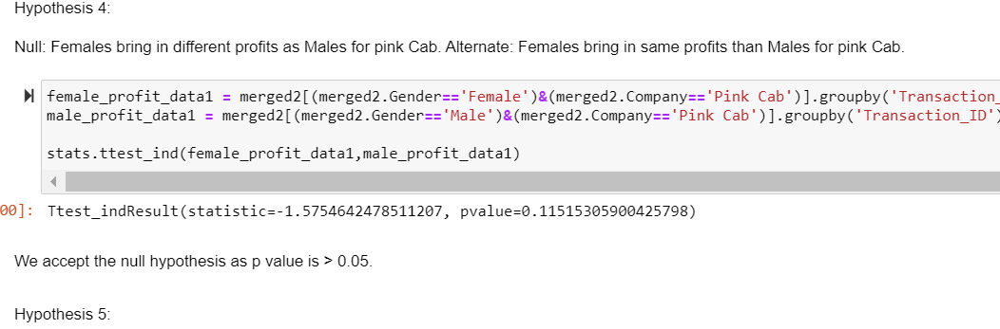 Hypothesis 4:
Null: Females bring in different profits as Males for pink Cab. Alternate: Females bring in same profits than Males for pink Cab.
female_profit_data1 = merged2[(merged2.Gender=='Female')&(merged2.Company=='Pink Cab')].groupby('Transaction_
male_profit_data1 = merged2[(merged2.Gender=='Male')&(merged2.Company=='Pink Cab')].groupby('Transaction_ID')
stats.ttest_ind(female_profit_data1,male_profit_data1)
00]: Ttest_indResult(statistic=-1.5754642478511207, pvalue=0.11515305900425798)
We accept the null hypothesis as p value is > 0.05.
Hypothesis 5: